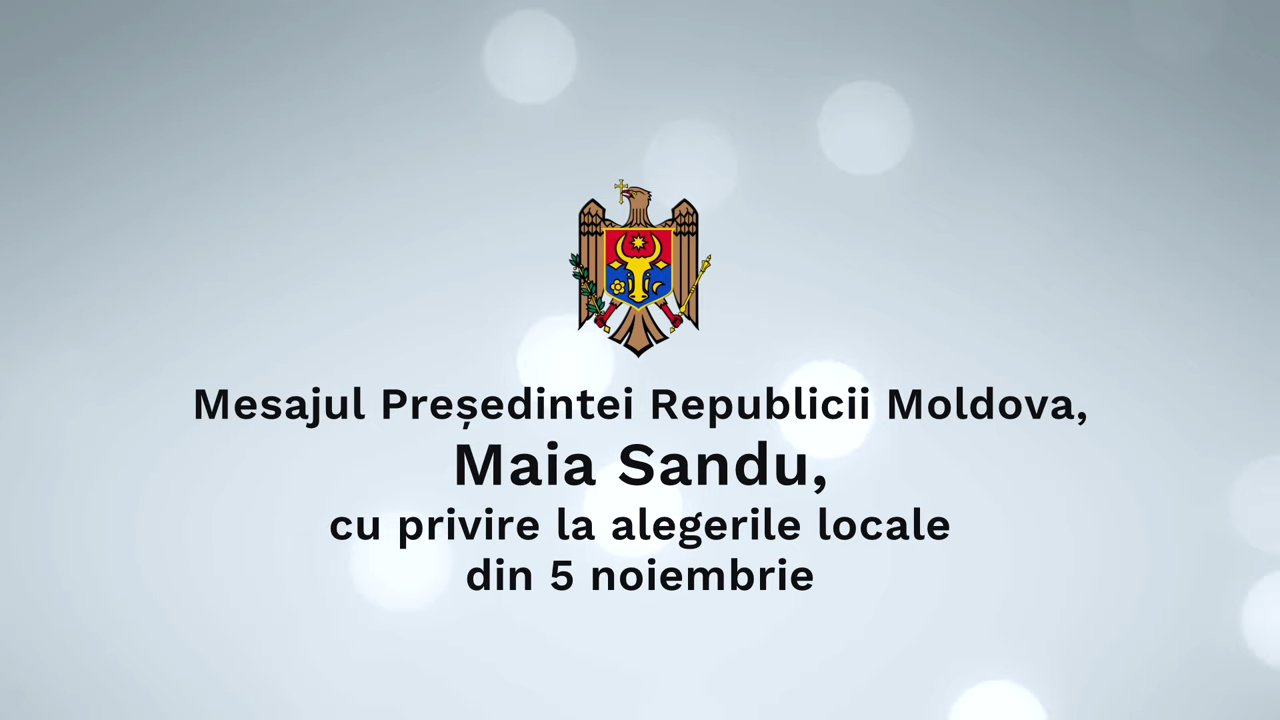 Mesajul Președintei Republicii Moldova,
Maia Sandu,
cu privire la alegerile locale
din 5 noiembrie